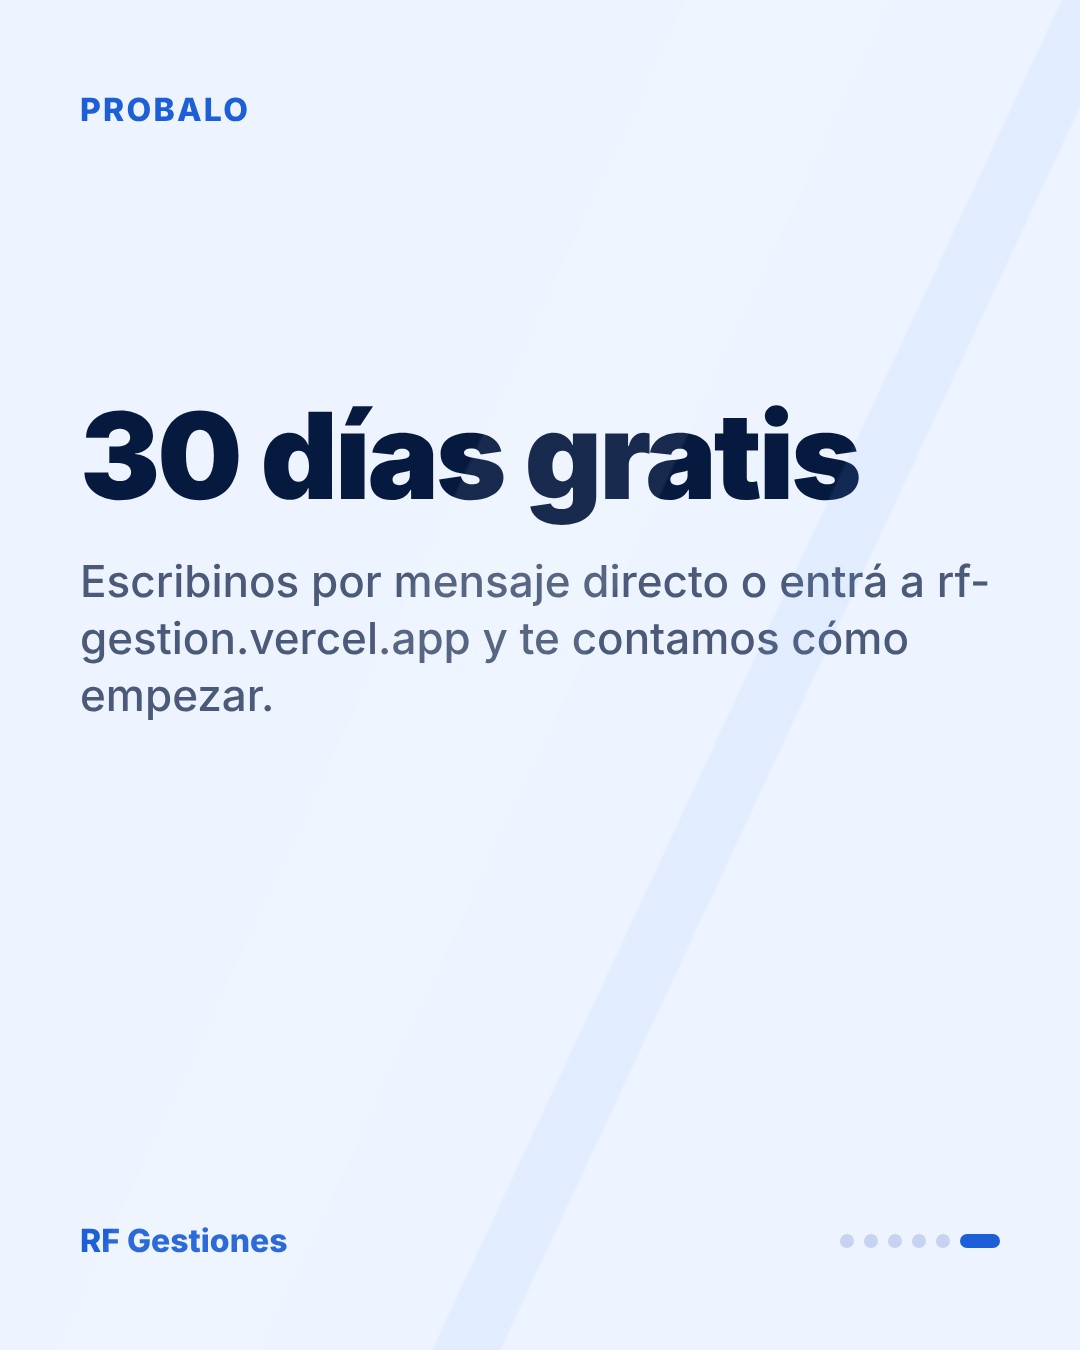 PROBALO
30 días gratis
Escribinos por mensaje directo o entrá a rf-
gestion.vercel.app y te contamos cómo
empezar.
RF Gestiones